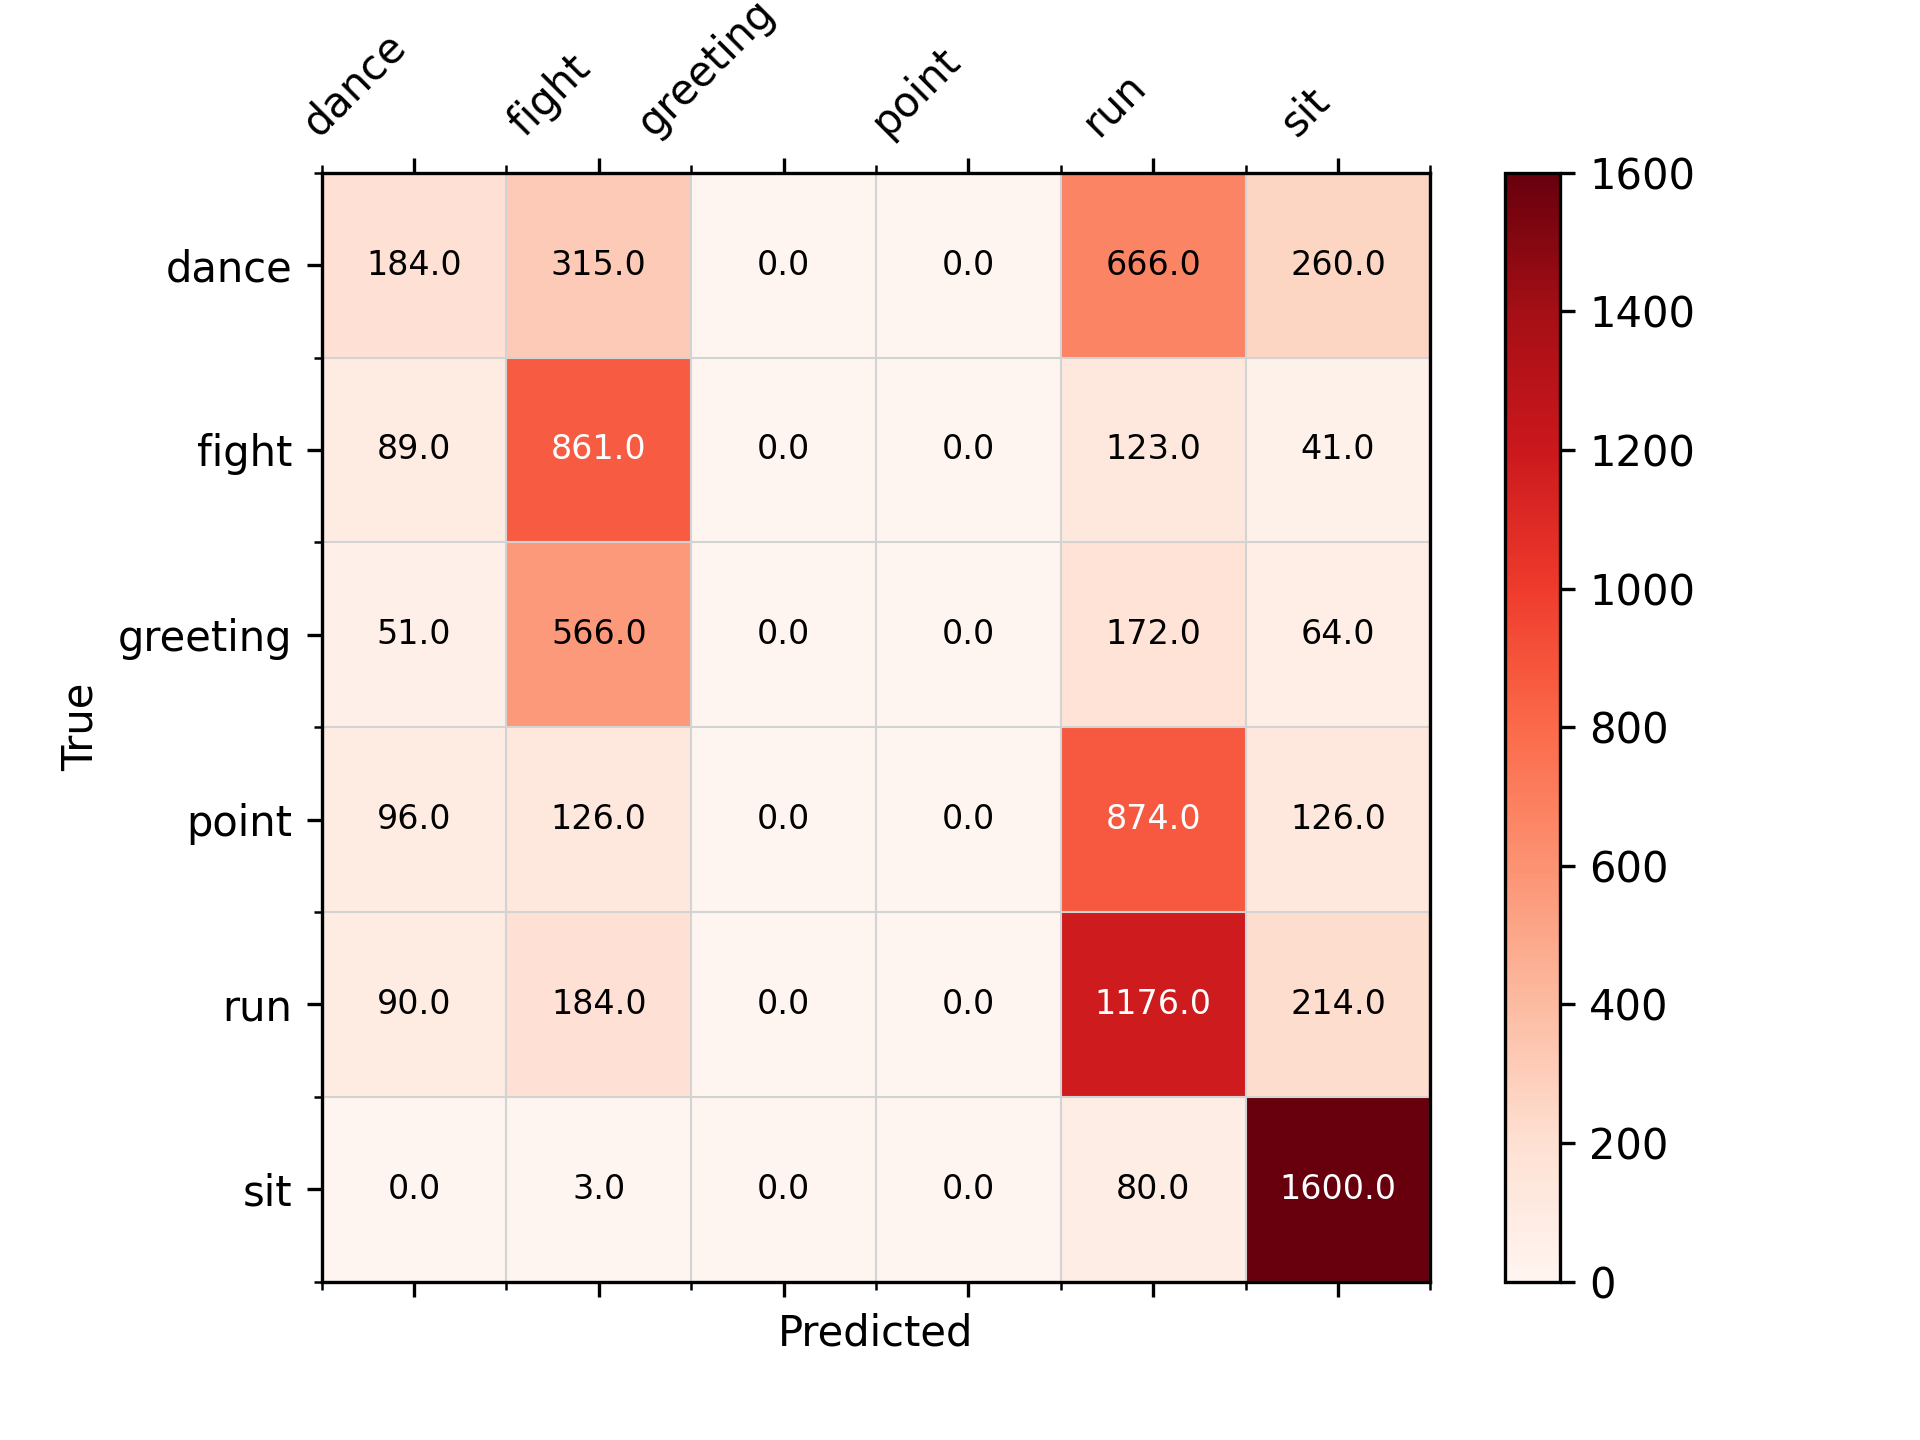 dance fight greeting point run sit
dance 184.0 315.0 0.0 0.0 666.0 260.0
fight 89.0 861.0 0.0 0.0 123.0 41.0
greeting 51.0 566.0 0.0 0.0 172.0 64.0
point 96.0 126.0 0.0 0.0 874.0 126.0
run 90.0 184.0 0.0 0.0 1176.0 214.0
sit 0.0 3.0 0.0 0.0 80.0 1600.0
True
Predicted
1600
1400
1200
1000
800
600
400
200
0